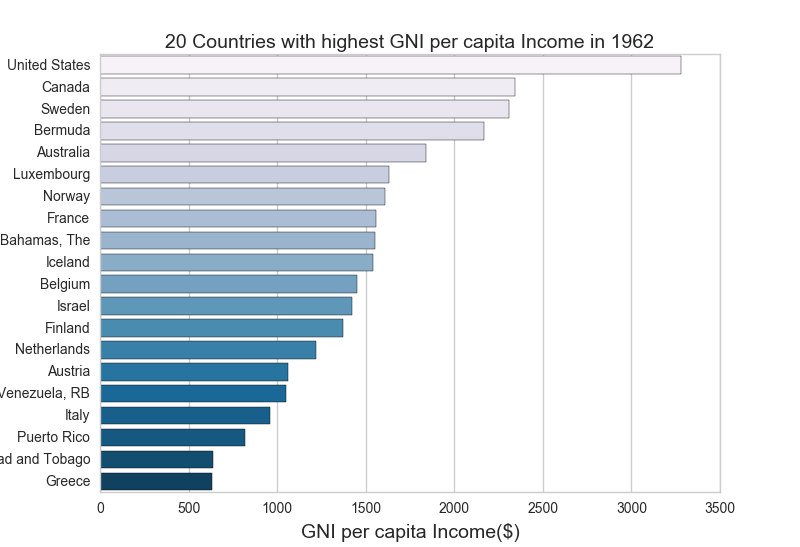 20 Countries with highest GNI per capita Income in 1962
United States
Canada
Sweden
Bermuda
Australia
Luxembourg
Norway
France
Bahamas, The
Iceland
Belgium
Israel
Finland
Netherlands
Austria
Venezuela, RB
Italy
Puerto Rico
ad and Tobago
Greece
0 500 1000 1500 2000 2500 3000 3500
GNI per capita Income($)